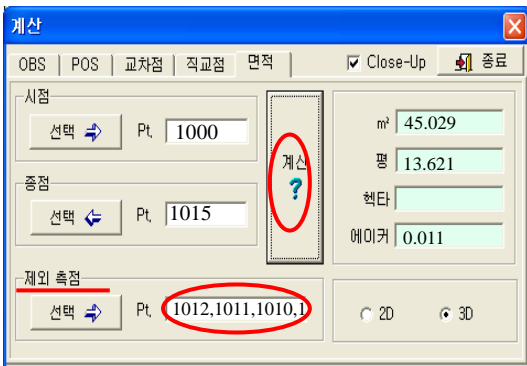 계산
OBS POS 교차점 직교점 면적 Close-Up 종료
시점
선택 Pt, 1000
종점
선택 Pt, 1015
제외 측점
선택 Pt, 1012,1011,1010,1
계산
?
m² 45.029
평 13.621
헥타
에이커 0.011
2D 3D